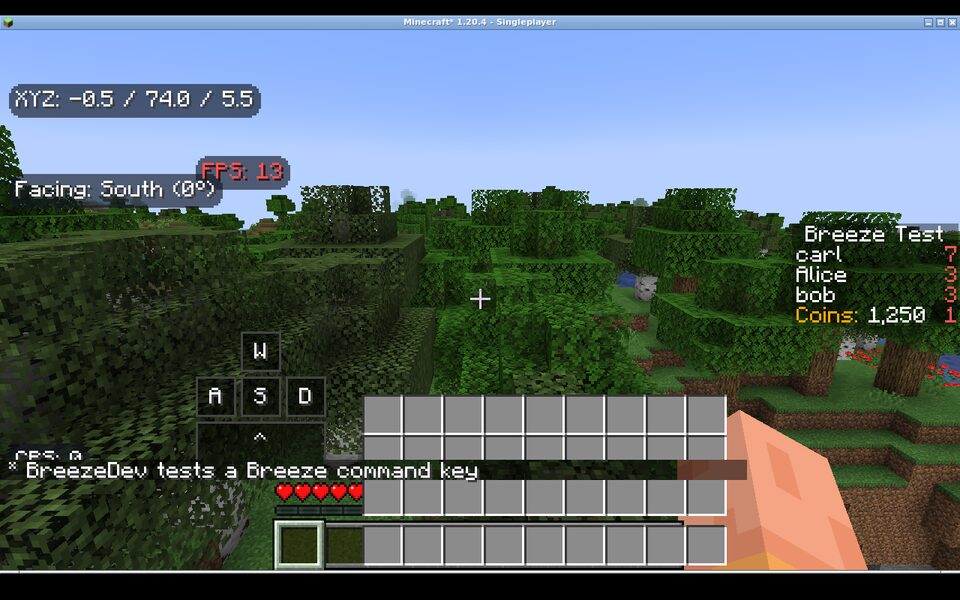 Minecraft* 1.20.4 - Singleplayer
XYZ: -0.5 / 74.0 / 5.5
FPS: 13
Facing: South (0°)
Breeze Test
carl 7
Alice 3
bob 3
Coins: 1,250 1
W
A S D
^
CPS: 0
* BreezeDev tests a Breeze command key